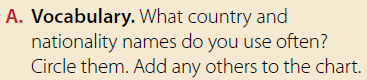 A. Vocabulary. What country and
nationality names do you use often?
Circle them. Add any others to the chart.